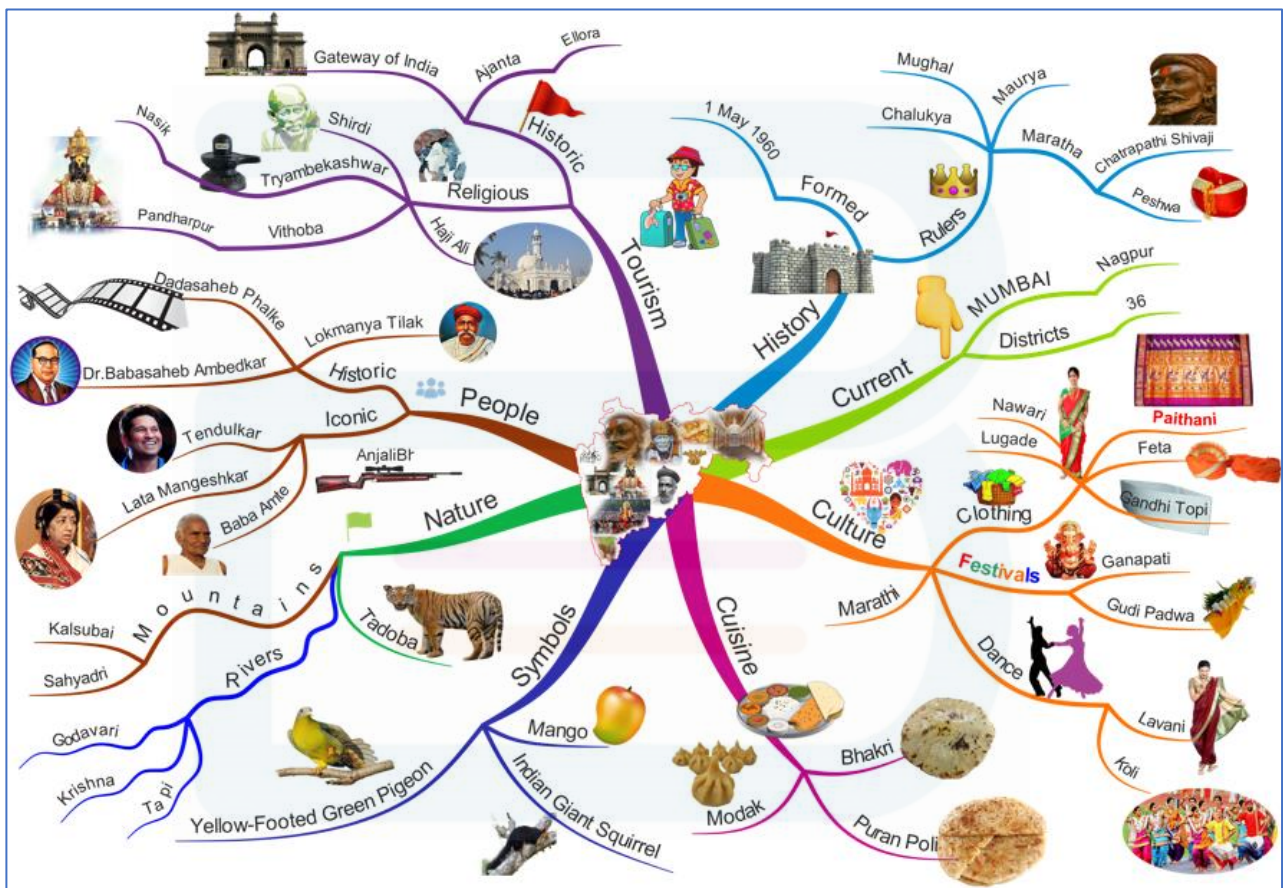 Gateway of India
Ajanta
Ellora
Historic
Nasik
Shirdi
Tryambekashwar
Religious
Pandharpur
Vithoba
Haji Ali
Tourism
1 May 1960
Formed
History
Rulers
Mughal
Chalukya
Maurya
Maratha
Chatrapathi Shivaji
Peshwa
MUMBAI
Nagpur
Districts
36
Current
Dadasaheb Phalke
Lokmanya Tilak
Dr.Babasaheb Ambedkar
Historic
People
Iconic
Tendulkar
Lata Mangeshkar
Baba Amte
AnjaliBh
Nature
Mountains
Kalsubai
Sahyadri
Rivers
Godavari
Krishna
Tapi
Tadoba
Symbols
Mango
Yellow-Footed Green Pigeon
Indian Giant Squirrel
Cuisine
Bhakri
Modak
Puran Poli
Culture
Clothing
Nawari
Lugade
Paithani
Feta
Gandhi Topi
Festivals
Ganapati
Gudi Padwa
Marathi
Dance
Lavani
Koli